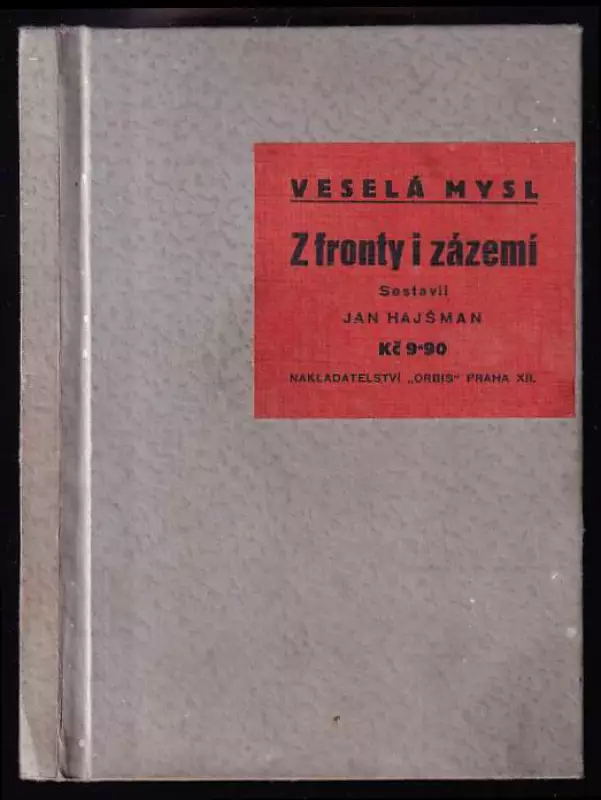 VESELÁ MYSL
Z fronty i zázemí
Sestavil
JAN HAJŠMAN
Kč 9·90
NAKLADATELSTVÍ „ORBIS“ PRAHA XII.